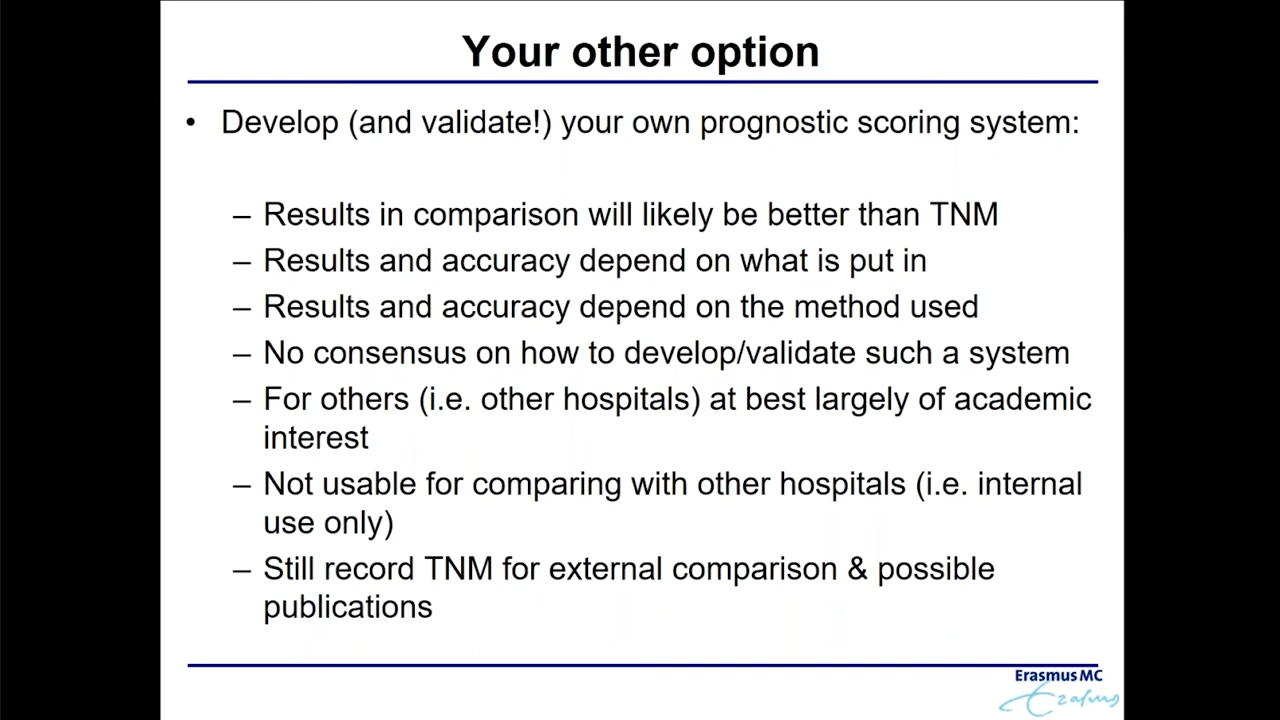 Your other option
• Develop (and validate!) your own prognostic scoring system:
– Results in comparison will likely be better than TNM
– Results and accuracy depend on what is put in
– Results and accuracy depend on the method used
– No consensus on how to develop/validate such a system
– For others (i.e. other hospitals) at best largely of academic
interest
– Not usable for comparing with other hospitals (i.e. internal
use only)
– Still record TNM for external comparison & possible
publications
Erasmus MC
Erasmus